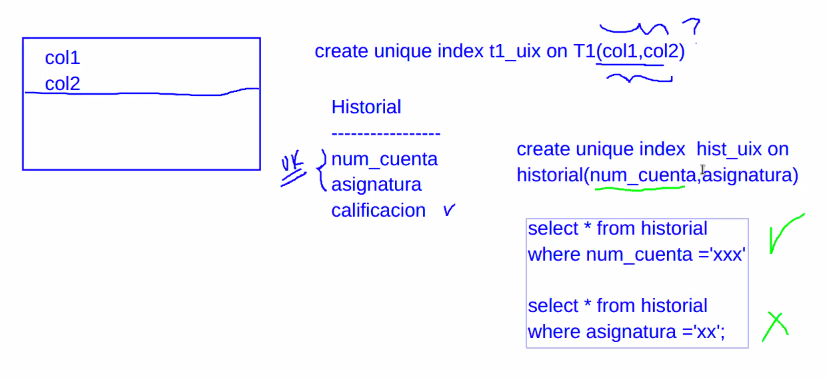 col1
col2
create unique index t1_uix on T1(col1,col2) ?
Historial
-----------------
UK
num_cuenta
asignatura
calificacion
create unique index hist_uix on
historial(num_cuenta,asignatura)
select * from historial
where num_cuenta ='xxx'
select * from historial
where asignatura ='xx';